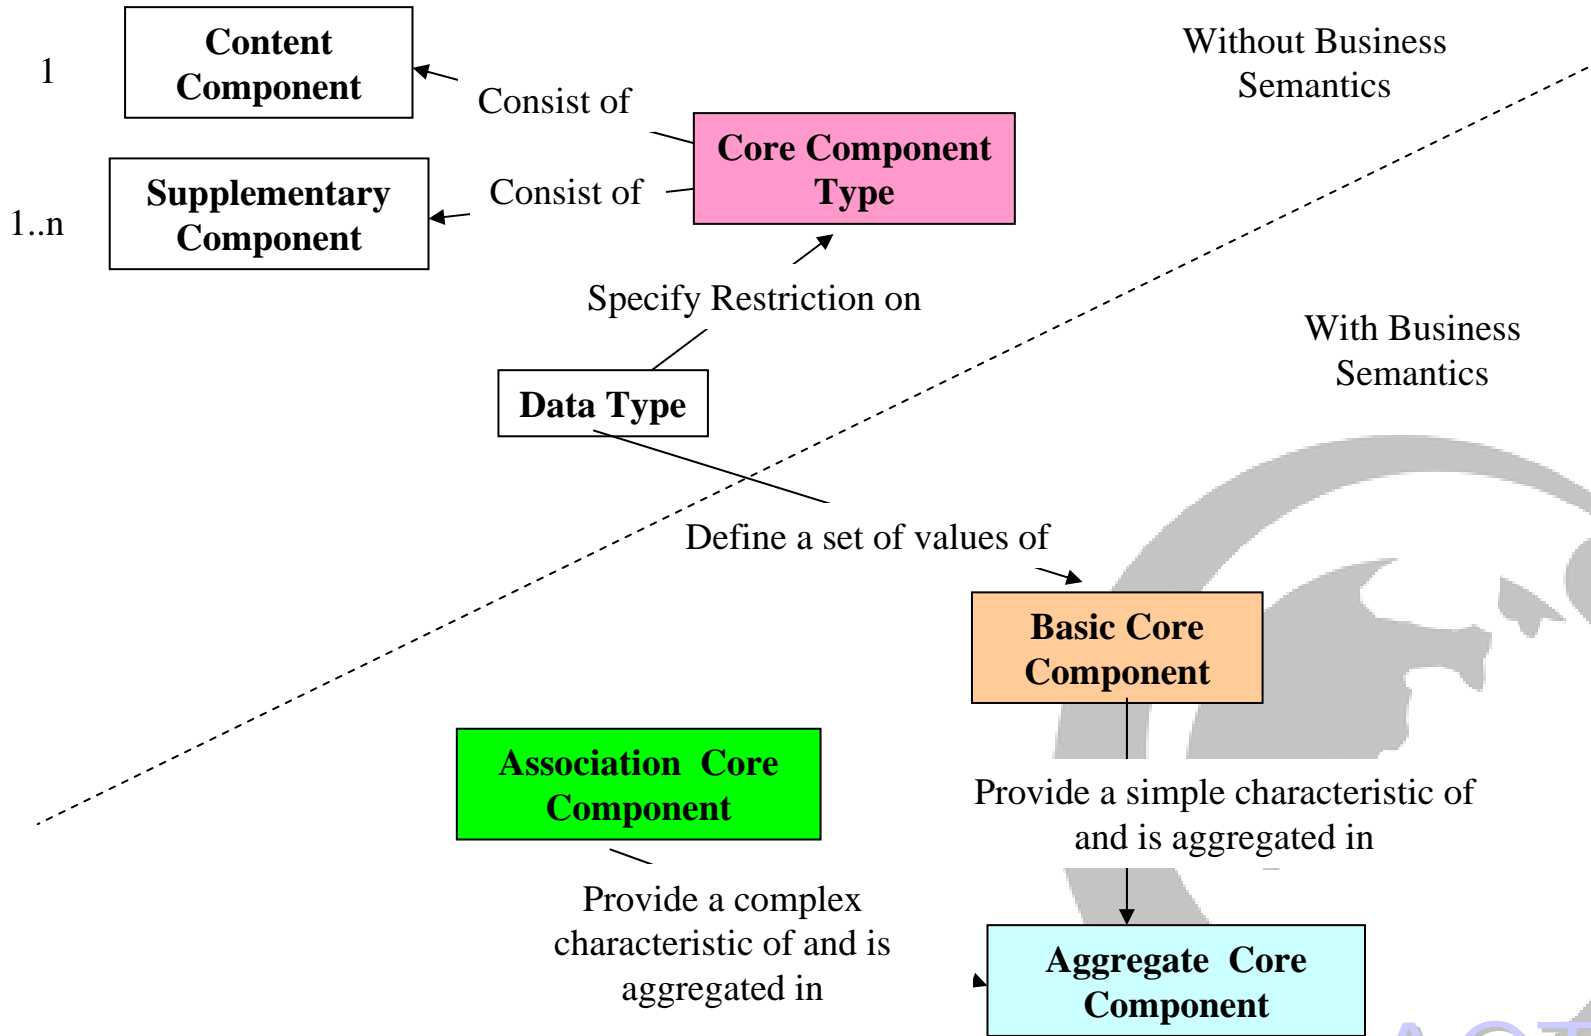 1
Content
Component
Without Business
Semantics
Consist of
Core Component
Type
1..n
Supplementary
Component
Consist of
Specify Restriction on
With Business
Semantics
Data Type
Define a set of values of
Basic Core
Component
Association Core
Component
Provide a simple characteristic of
and is aggregated in
Provide a complex
characteristic of and is
aggregated in
Aggregate Core
Component